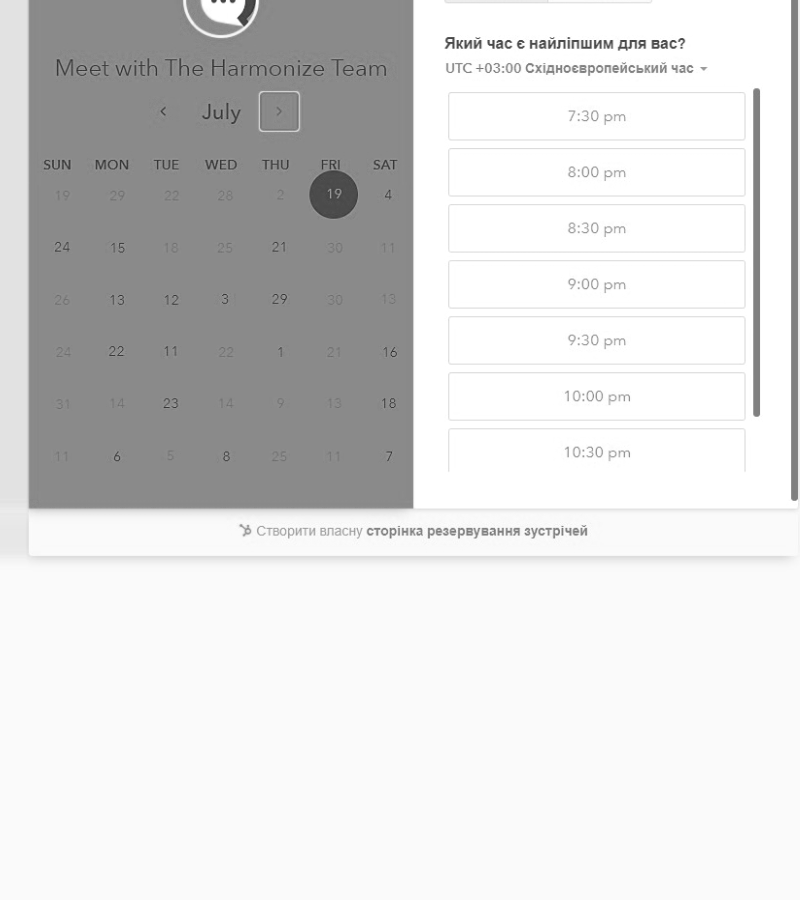 Meet with The Harmonize Team
July
SUN MON TUE WED THU FRI SAT
19 29 22 28 2 19 4
24 15 18 25 21 30 11
26 13 12 3 29 30 13
24 22 11 22 1 21 16
31 14 23 14 9 13 18
11 6 5 8 25 11 7
Який час є найліпшим для вас?
UTC +03:00 Східноєвропейський час
7:30 pm
8:00 pm
8:30 pm
9:00 pm
9:30 pm
10:00 pm
10:30 pm
Створити власну сторінка резервування зустрічей